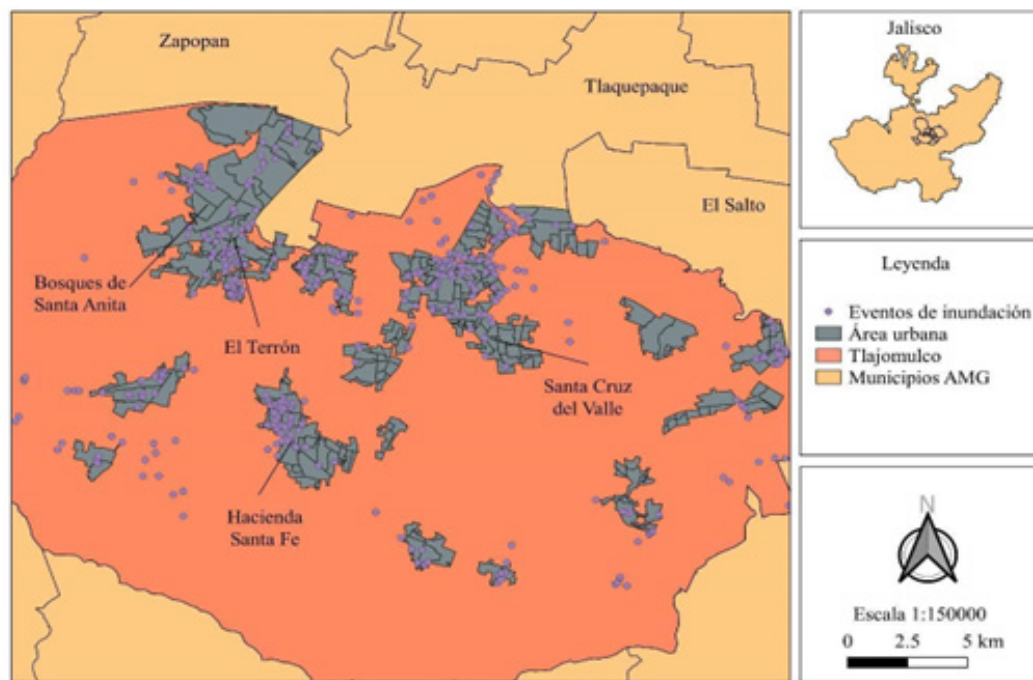 Zapopan
Tlaquepaque
El Salto
Bosques de
Santa Anita
El Terrón
Santa Cruz
del Valle
Hacienda
Santa Fe
Jalisco
Leyenda
Eventos de inundación
Área urbana
Tlajomulco
Municipios AMG
N
Escala 1:150000
0 2.5 5 km